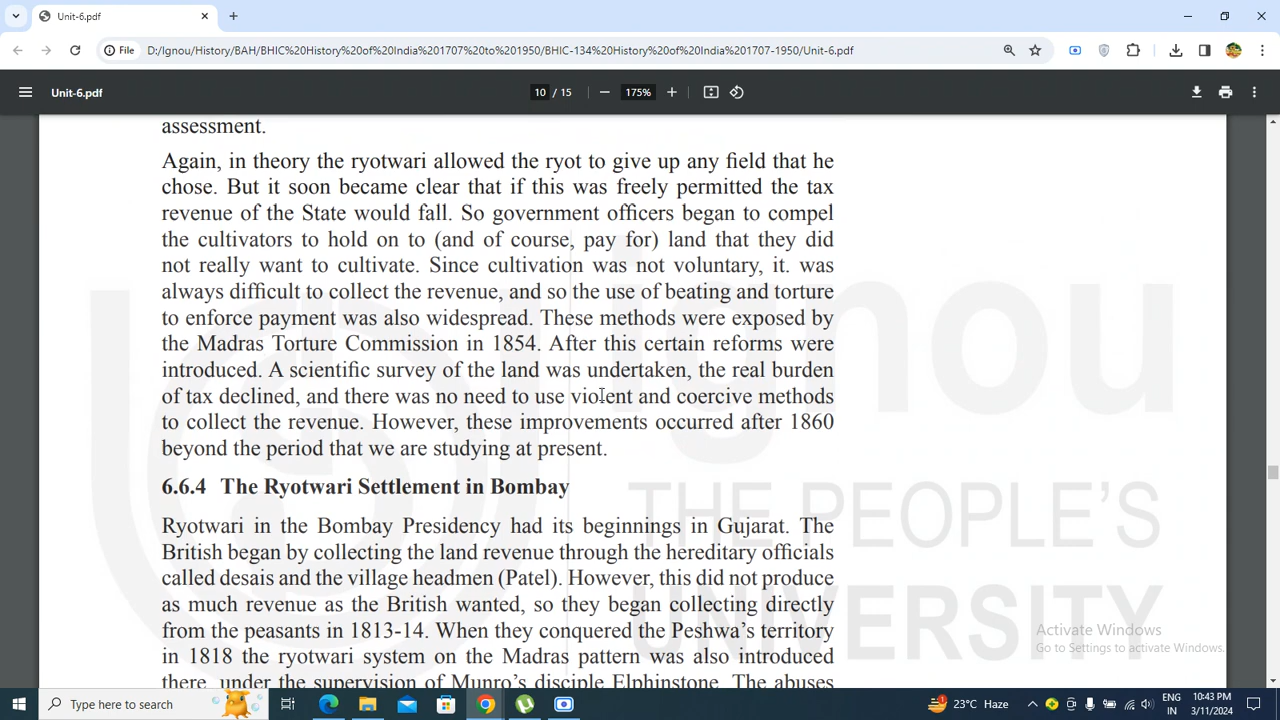 Unit-6.pdf
File
D:/Ignou/History/BAH/BHIC%20History%20of%20India%201707%20to%201950/BHIC-134%20History%20of%20India%201707-1950/Unit-6.pdf
Unit-6.pdf
10 / 15
175%
assessment.
Again, in theory the ryotwari allowed the ryot to give up any field that he
chose. But it soon became clear that if this was freely permitted the tax
revenue of the State would fall. So government officers began to compel
the cultivators to hold on to (and of course, pay for) land that they did
not really want to cultivate. Since cultivation was not voluntary, it. was
always difficult to collect the revenue, and so the use of beating and torture
to enforce payment was also widespread. These methods were exposed by
the Madras Torture Commission in 1854. After this certain reforms were
introduced. A scientific survey of the land was undertaken, the real burden
of tax declined, and there was no need to use violent and coercive methods
to collect the revenue. However, these improvements occurred after 1860
beyond the period that we are studying at present.
6.6.4 The Ryotwari Settlement in Bombay
Ryotwari in the Bombay Presidency had its beginnings in Gujarat. The
British began by collecting the land revenue through the hereditary officials
called desais and the village headmen (Patel). However, this did not produce
as much revenue as the British wanted, so they began collecting directly
from the peasants in 1813-14. When they conquered the Peshwa's territory
in 1818 the ryotwari system on the Madras pattern was also introduced
there, under the supervision of Munro's disciple Elphinstone. The abuses
ignou
THE PEOPLE'S
UNIVERSITY
Activate Windows
Go to Settings to activate Windows.
Type here to search
23°C Haze
ENG
IN
10:43 PM
3/11/2024